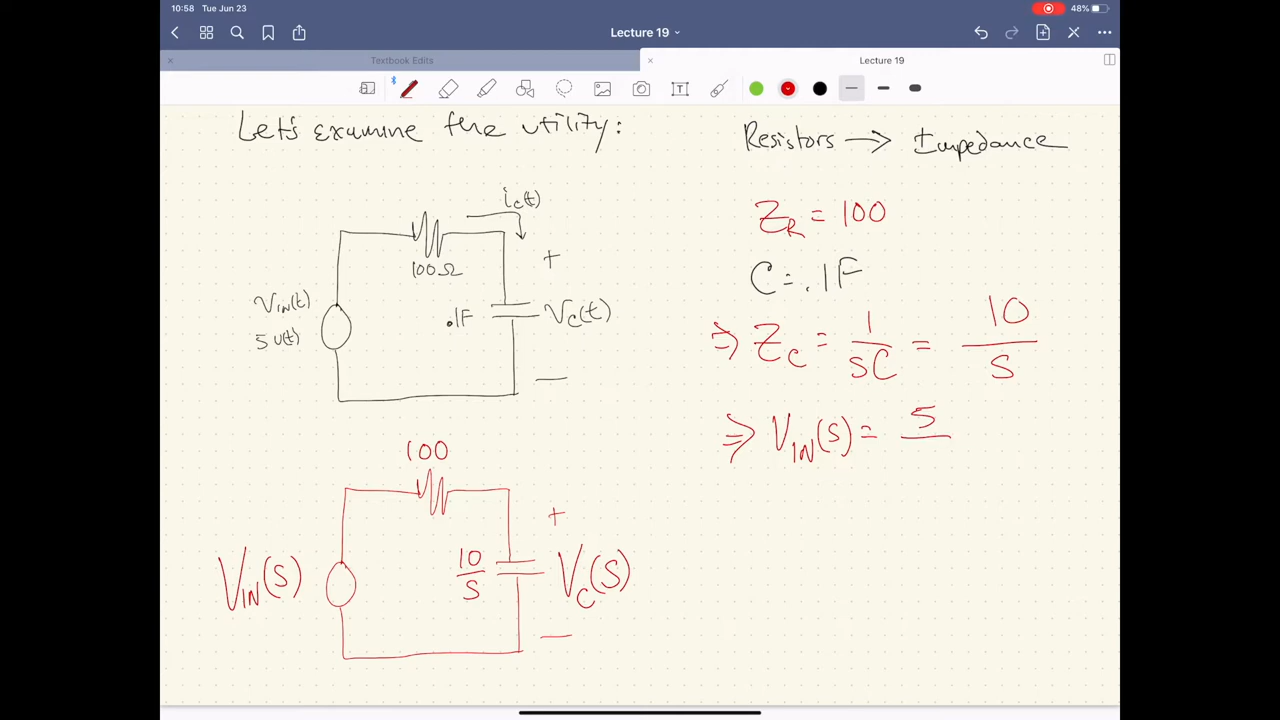 10:58 Tue Jun 23
48%
Lecture 19
Textbook Edits
Lecture 19
T
Let's examine the utility:
ic(t)
100Ω
+
VIN(t)
5u(t)
.1F
Vc(t)
—
100
+
VIN(S)
10
S
Vc(S)
—
Resistors → Impedance
ZR = 100
C = .1F
⇒ Zc = 1/sC = 10/S
⇒ VIN(S) = 5